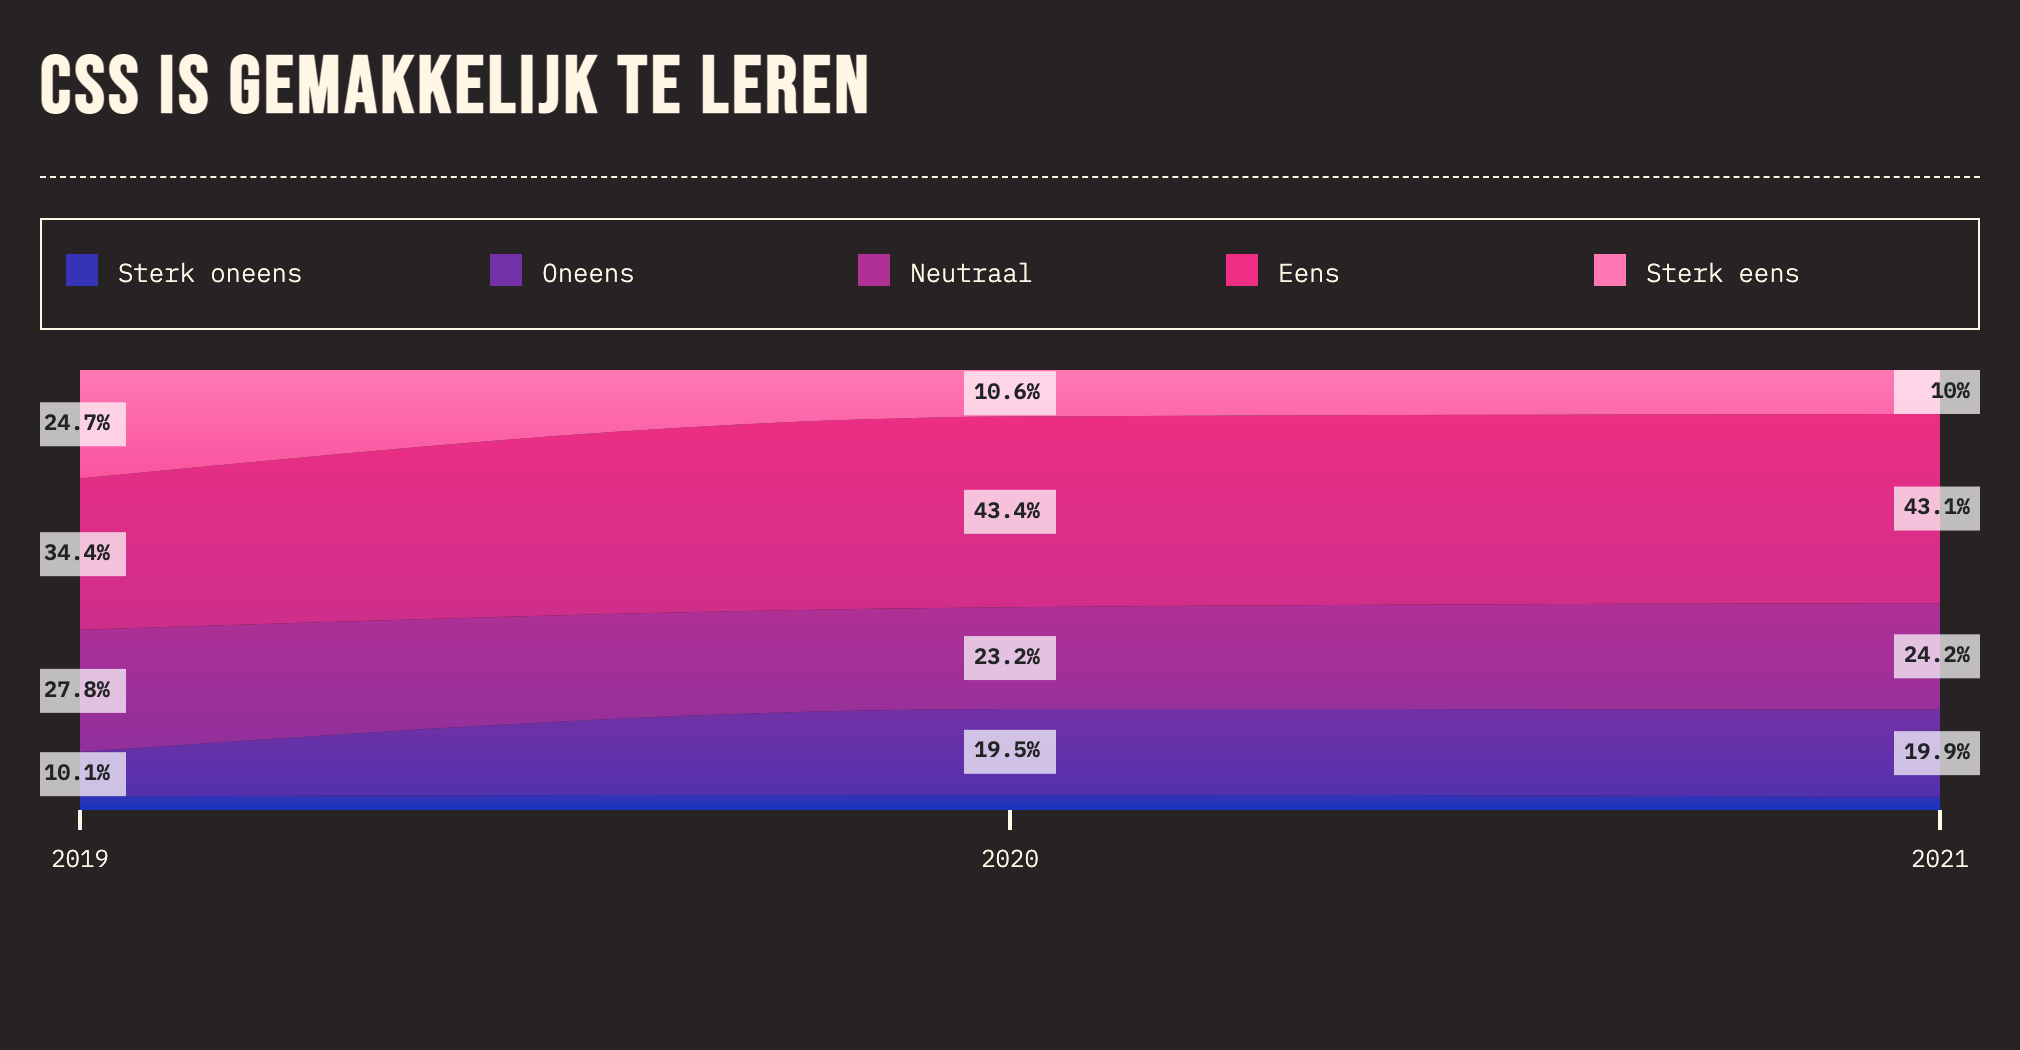 CSS IS GEMAKKELIJK TE LEREN
Sterk oneens
Oneens
Neutraal
Eens
Sterk eens
24.7%
10.6%
10%
34.4%
43.4%
43.1%
27.8%
23.2%
24.2%
10.1%
19.5%
19.9%
2019
2020
2021